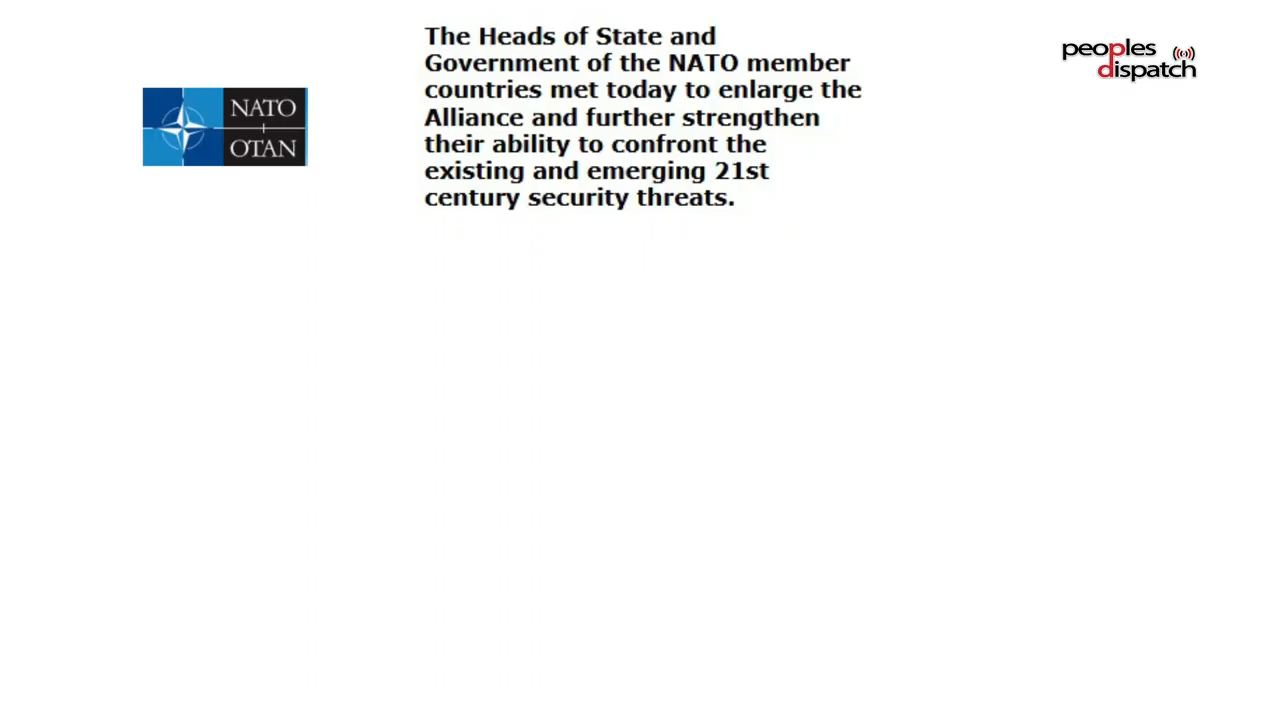 The Heads of State and
Government of the NATO member
countries met today to enlarge the
Alliance and further strengthen
their ability to confront the
existing and emerging 21st
century security threats.
NATO
OTAN
peoples
dispatch